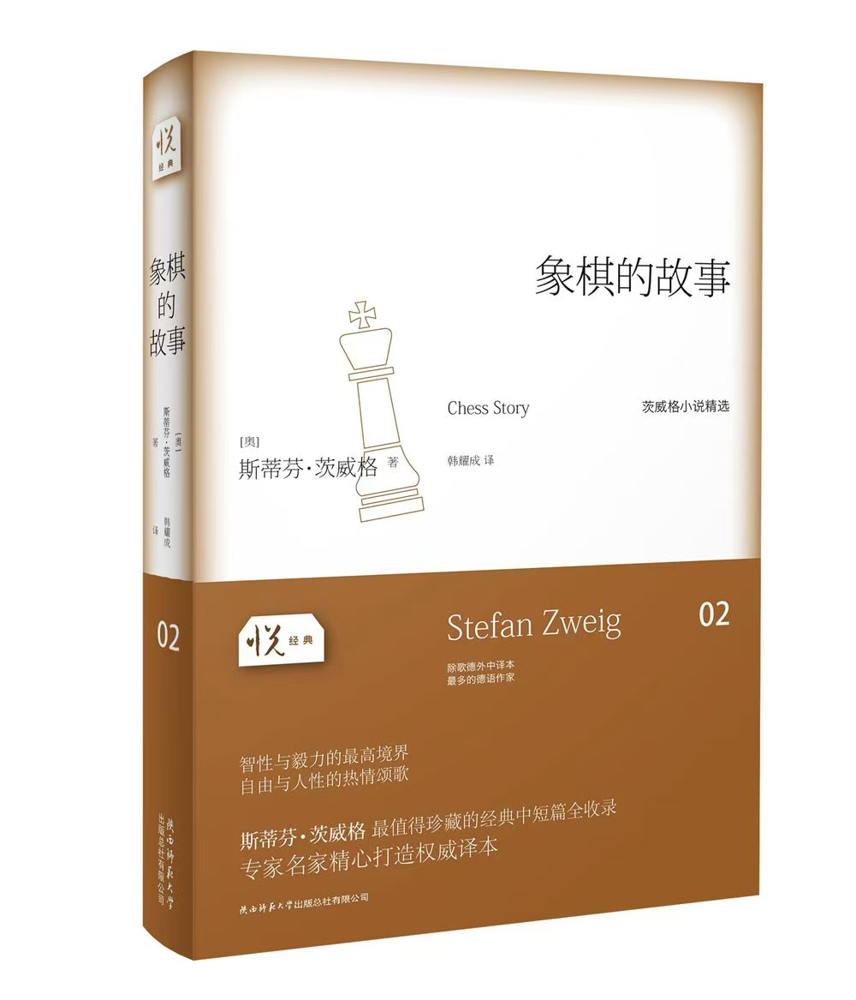 悦
经典
象棋
的
故事
[奥]
斯蒂芬·茨威格
著
韩耀成
译
02
陕西师范大学
出版总社有限公司
象棋的故事
Chess Story
茨威格小说精选
[奥]
斯蒂芬·茨威格 著
韩耀成 译
悦 经典
Stefan Zweig
02
除歌德外中译本
最多的德语作家
智性与毅力的最高境界
自由与人性的热情颂歌
斯蒂芬·茨威格 最值得珍藏的经典中短篇全收录
专家名家精心打造权威译本
陕西师范大学出版总社有限公司